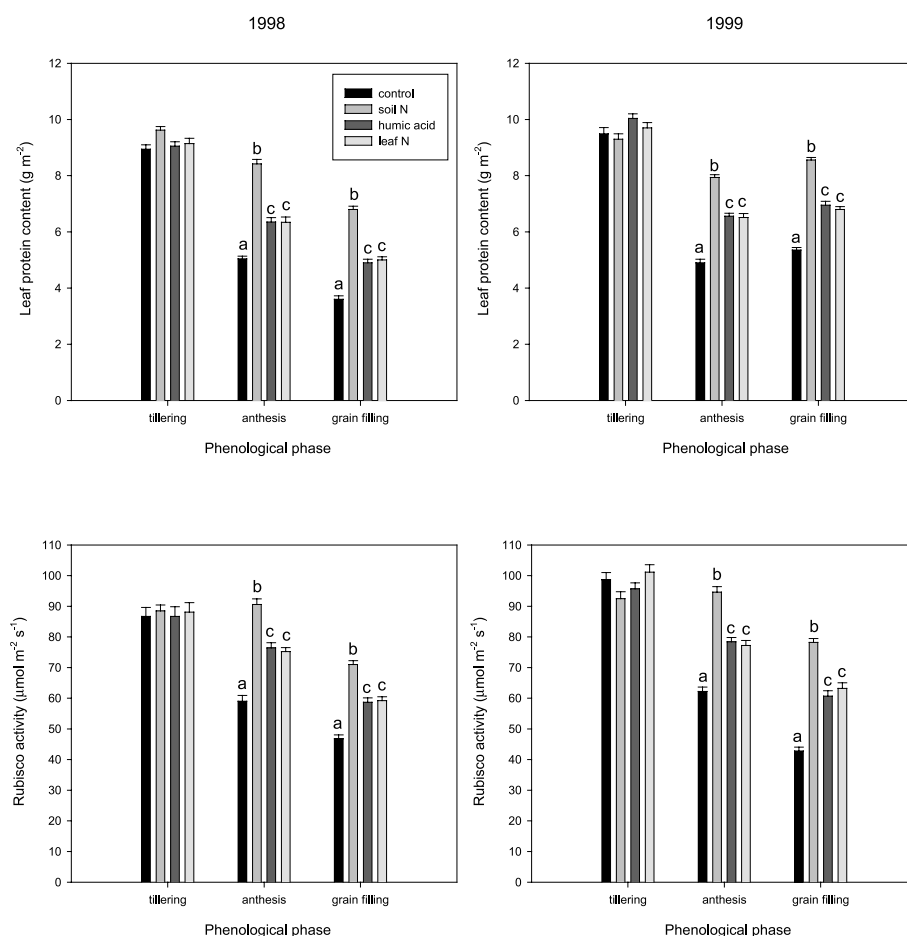 1998
1999
Leaf protein content (g m⁻²)
12
10
8
6
4
2
0
control
soil N
humic acid
leaf N
a b c c
a b c c
tillering anthesis grain filling
Phenological phase
Leaf protein content (g m⁻²)
12
10
8
6
4
2
0
a b c c
a b c c
tillering anthesis grain filling
Phenological phase
Rubisco activity (µmol m⁻² s⁻¹)
110
100
90
80
70
60
50
40
30
20
10
0
a b c c
a b c c
tillering anthesis grain filling
Phenological phase
Rubisco activity (µmol m⁻² s⁻¹)
110
100
90
80
70
60
50
40
30
20
10
0
a b c c
a b c c
tillering anthesis grain filling
Phenological phase